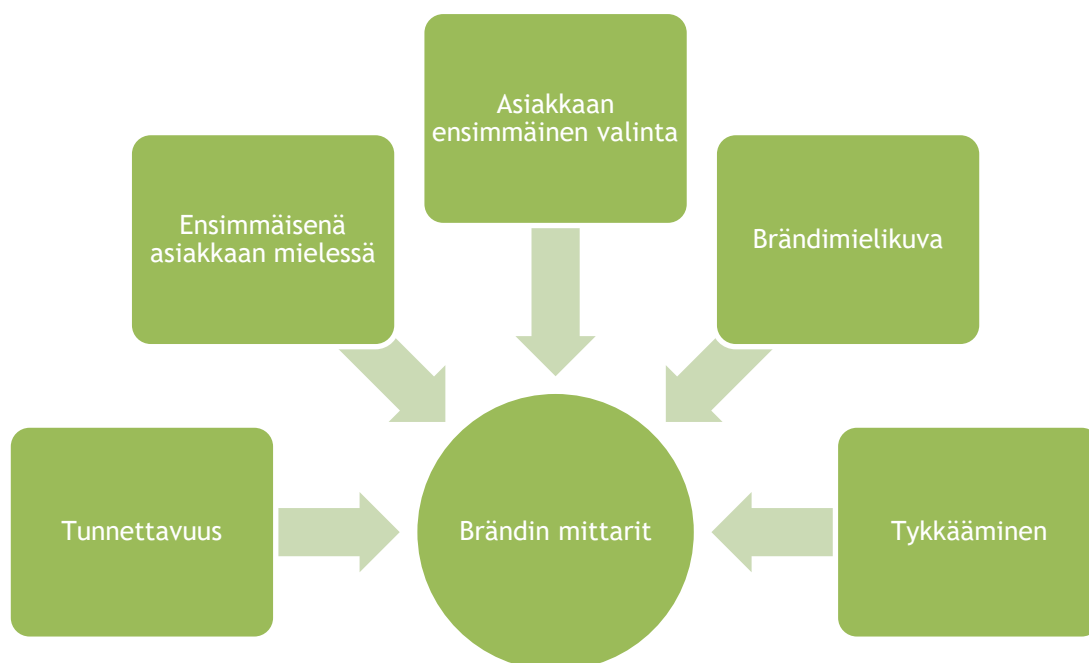 Asiakkaan
ensimmäinen valinta
Ensimmäisenä
asiakkaan mielessä
Brändimielikuva
Tunnettavuus
Brändin mittarit
Tykkääminen